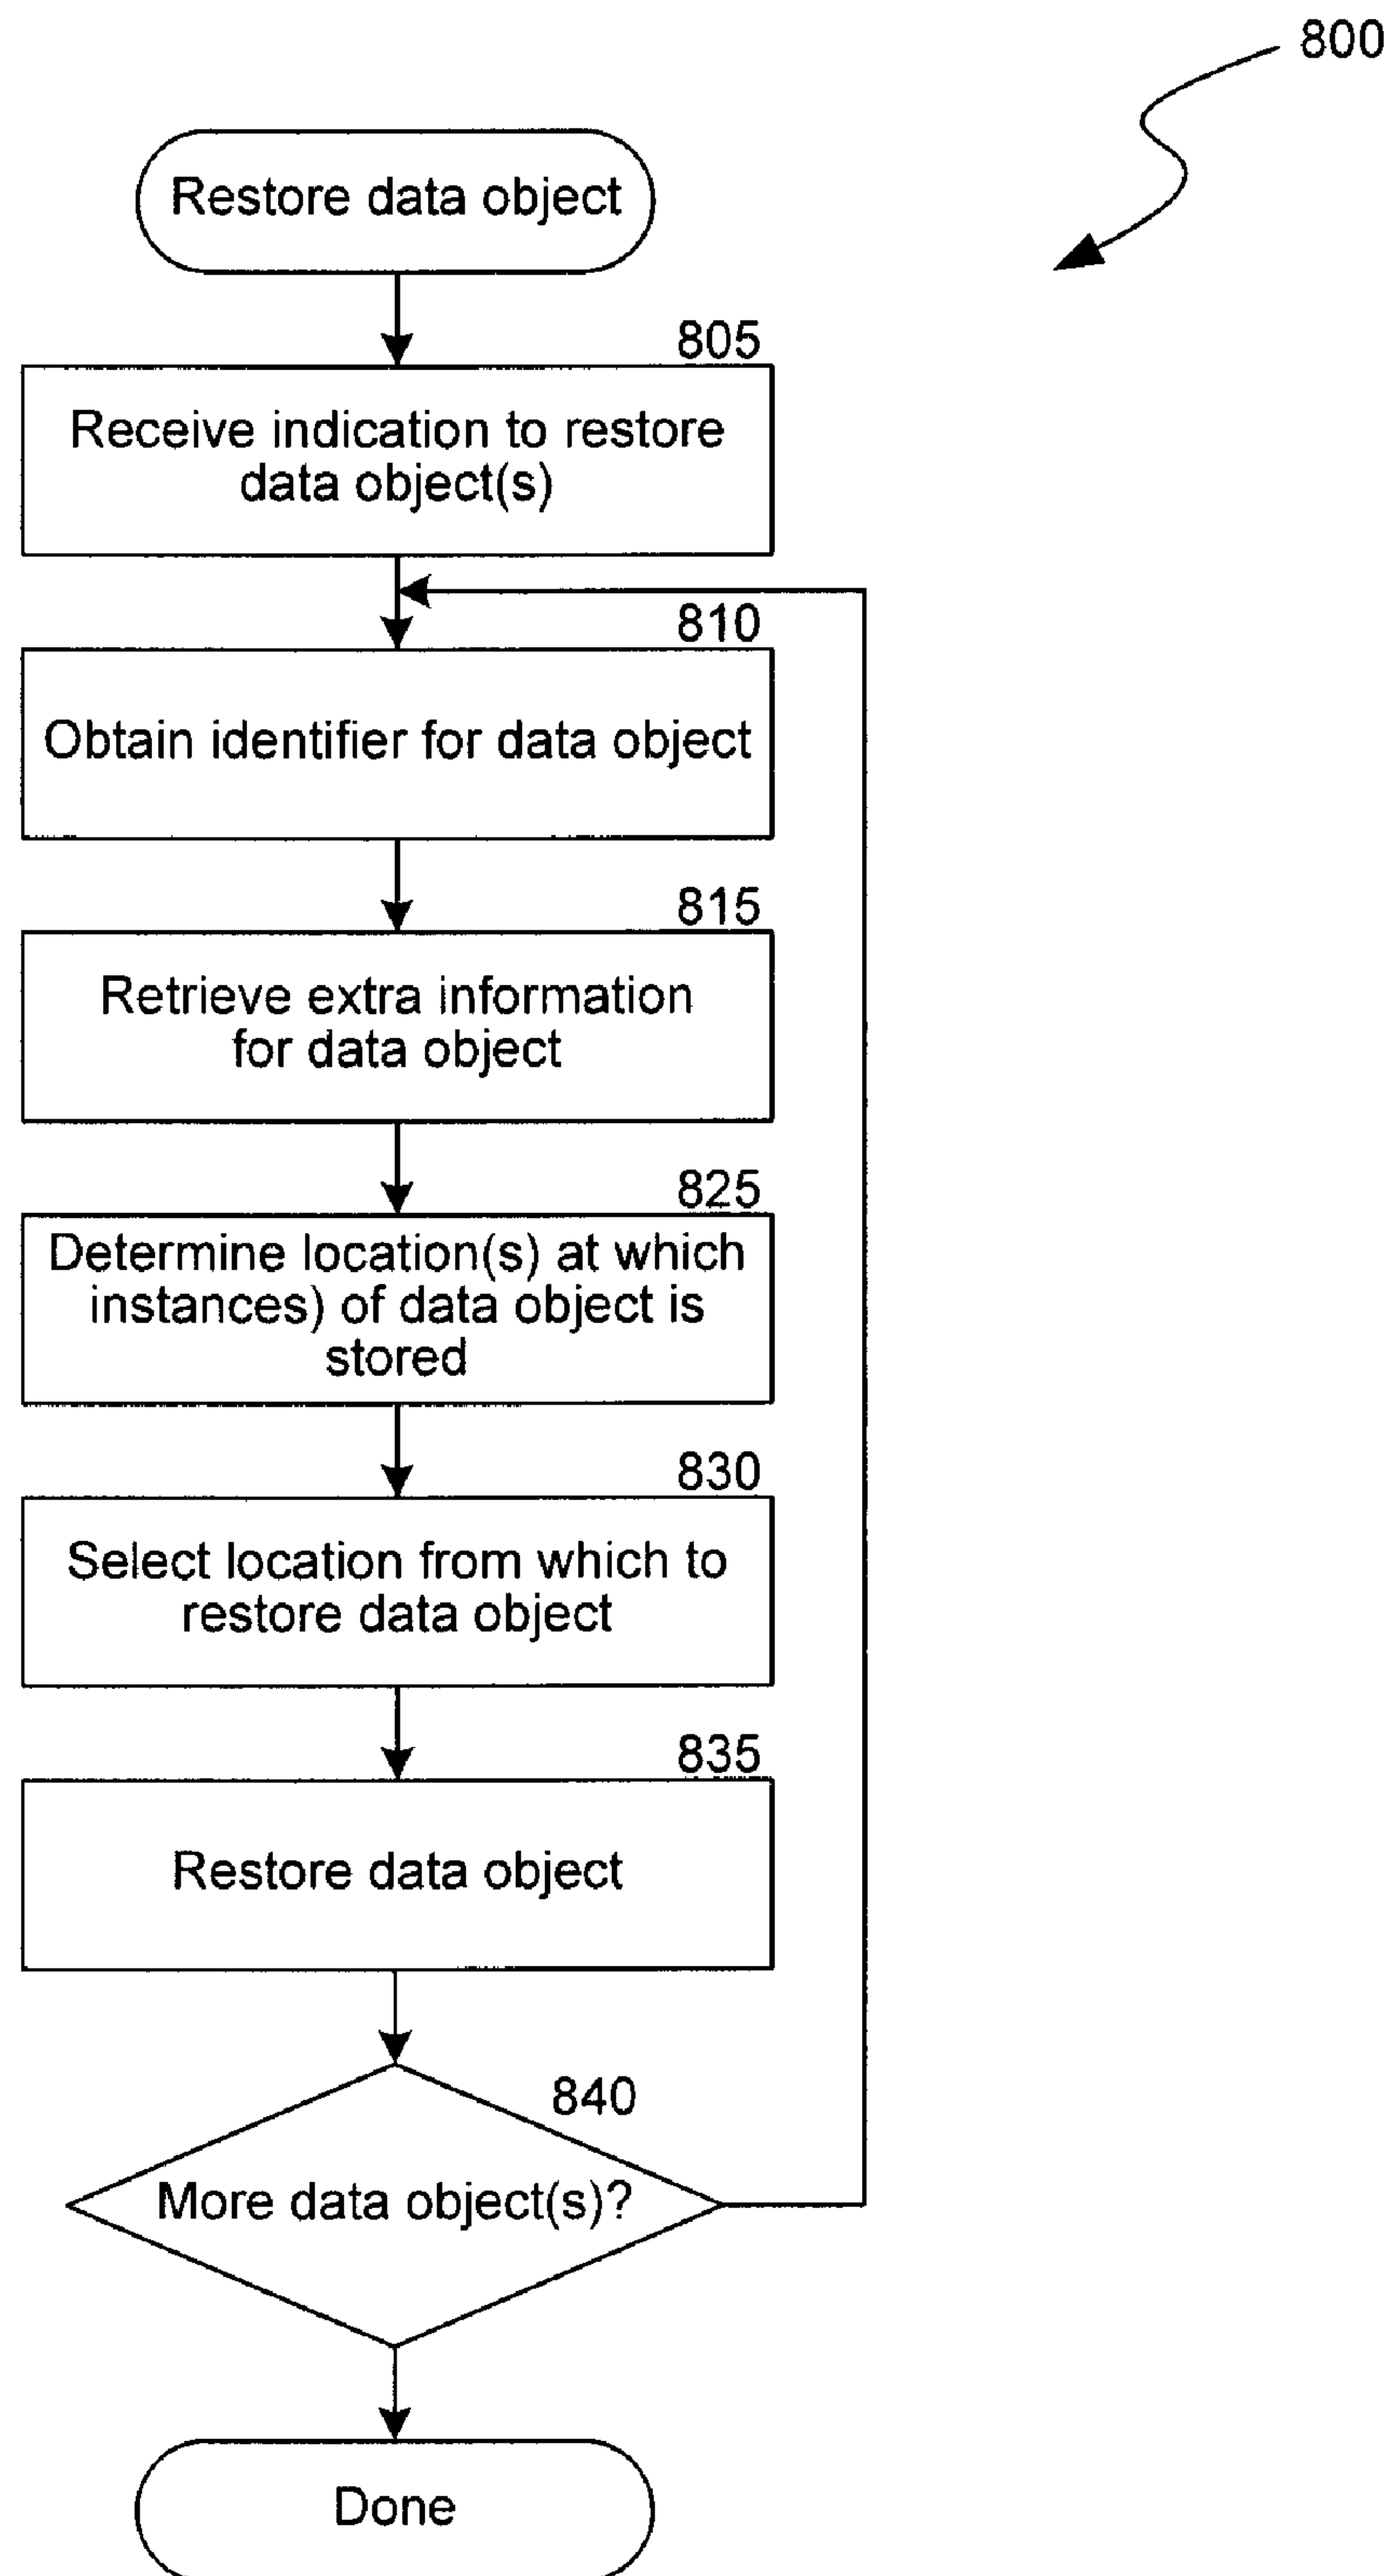 800
Restore data object
805
Receive indication to restore
data object(s)
810
Obtain identifier for data object
815
Retrieve extra information
for data object
825
Determine location(s) at which
instances) of data object is
stored
830
Select location from which to
restore data object
835
Restore data object
840
More data object(s)?
Done